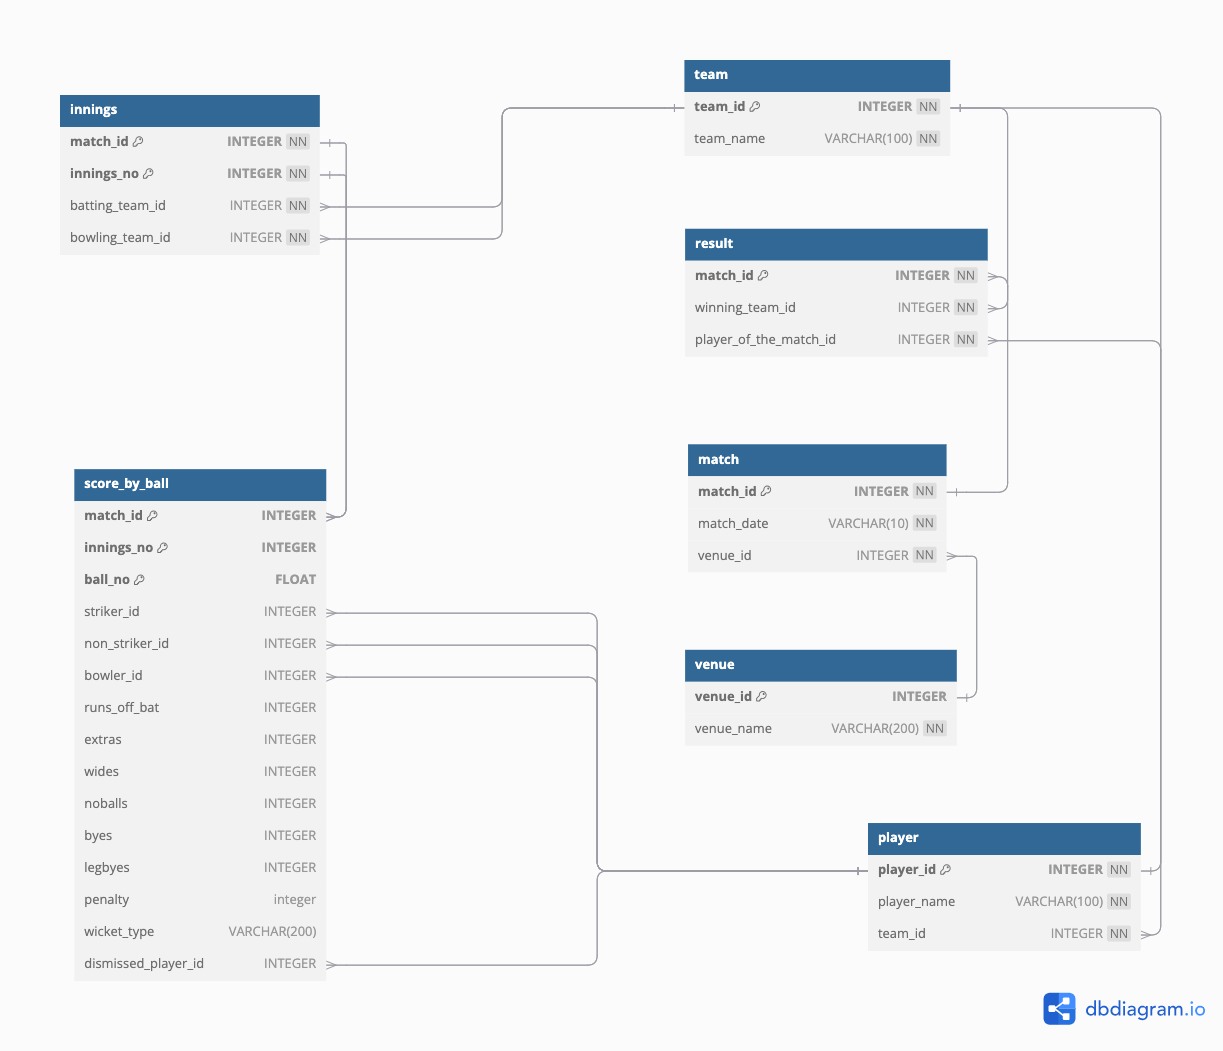 innings
match_id INTEGER NN
innings_no INTEGER NN
batting_team_id INTEGER NN
bowling_team_id INTEGER NN
team
team_id INTEGER NN
team_name VARCHAR(100) NN
result
match_id INTEGER NN
winning_team_id INTEGER NN
player_of_the_match_id INTEGER NN
score_by_ball
match_id INTEGER
innings_no INTEGER
ball_no FLOAT
striker_id INTEGER
non_striker_id INTEGER
bowler_id INTEGER
runs_off_bat INTEGER
extras INTEGER
wides INTEGER
noballs INTEGER
byes INTEGER
legbyes INTEGER
penalty integer
wicket_type VARCHAR(200)
dismissed_player_id INTEGER
match
match_id INTEGER NN
match_date VARCHAR(10) NN
venue_id INTEGER NN
venue
venue_id INTEGER
venue_name VARCHAR(200) NN
player
player_id INTEGER NN
player_name VARCHAR(100) NN
team_id INTEGER NN
dbdiagram.io